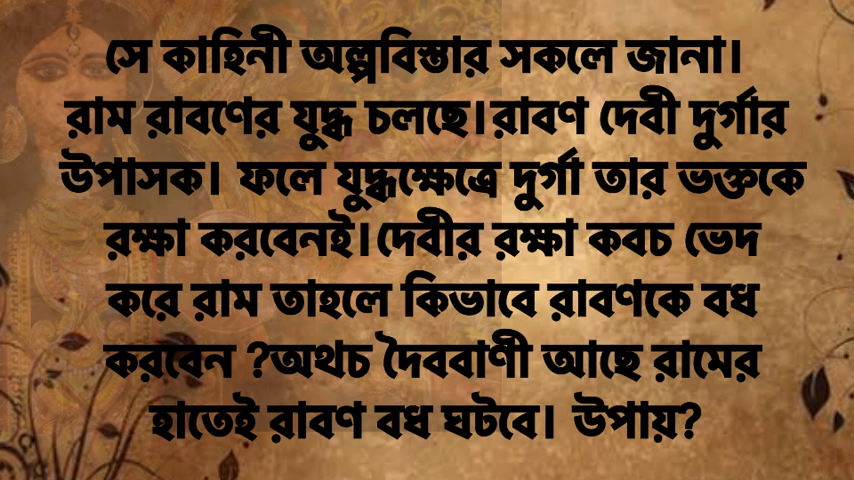 সে কাহিনী অল্পবিস্তার সকলে জানা।
রাম রাবণের যুদ্ধ চলছে।রাবণ দেবী দুর্গার
উপাসক। ফলে যুদ্ধক্ষেত্রে দুর্গা তার ভক্তকে
রক্ষা করবেনই।দেবীর রক্ষা কবচ ভেদ
করে রাম তাহলে কিভাবে রাবণকে বধ
করবেন ?অথচ দৈববাণী আছে রামের
হাতেই রাবণ বধ ঘটবে। উপায়?